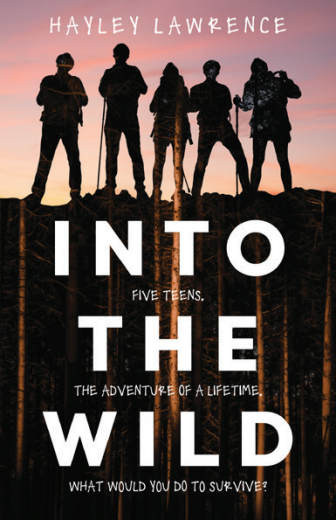 HAYLEY LAWRENCE
INTO
FIVE TEENS.
THE
THE ADVENTURE OF A LIFETIME.
WILD
WHAT WOULD YOU DO TO SURVIVE?